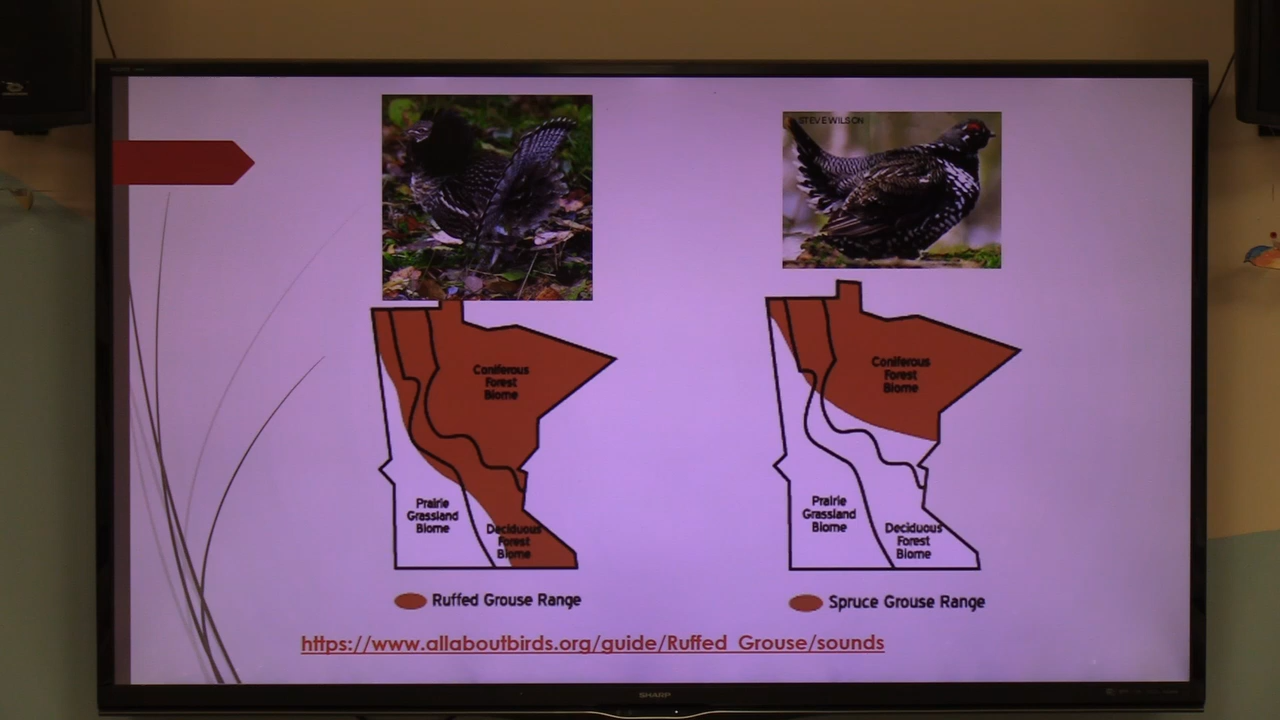 STEVE WILSON
Coniferous
Forest
Biome
Prairie
Grassland
Biome
Deciduous
Forest
Biome
Ruffed Grouse Range
Coniferous
Forest
Biome
Prairie
Grassland
Biome
Deciduous
Forest
Biome
Spruce Grouse Range
https://www.allaboutbirds.org/guide/Ruffed_Grouse/sounds
SHARP